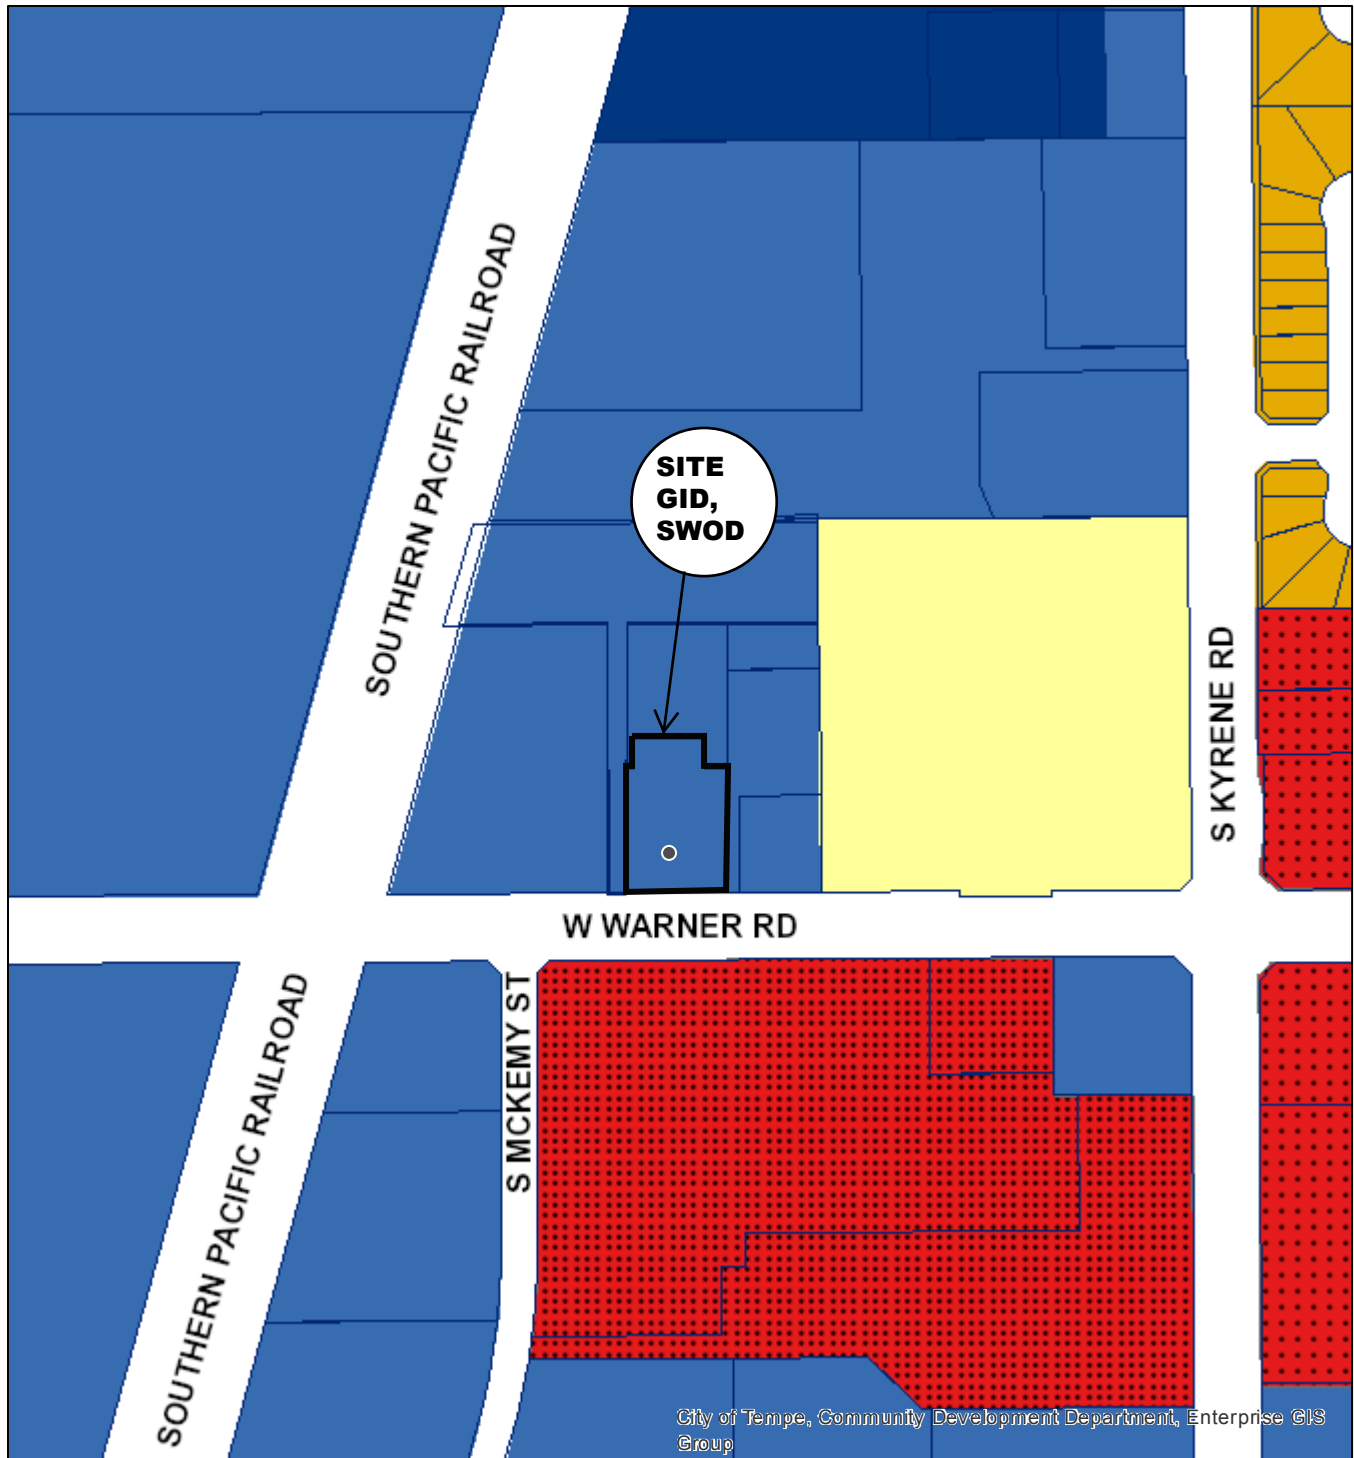 SOUTHERN PACIFIC RAILROAD
SITE
GID,
SWOD
S KYRENE RD
W WARNER RD
S MCKEMY ST
SOUTHERN PACIFIC RAILROAD
City of Tempe, Community Development Department, Enterprise GIS
Group